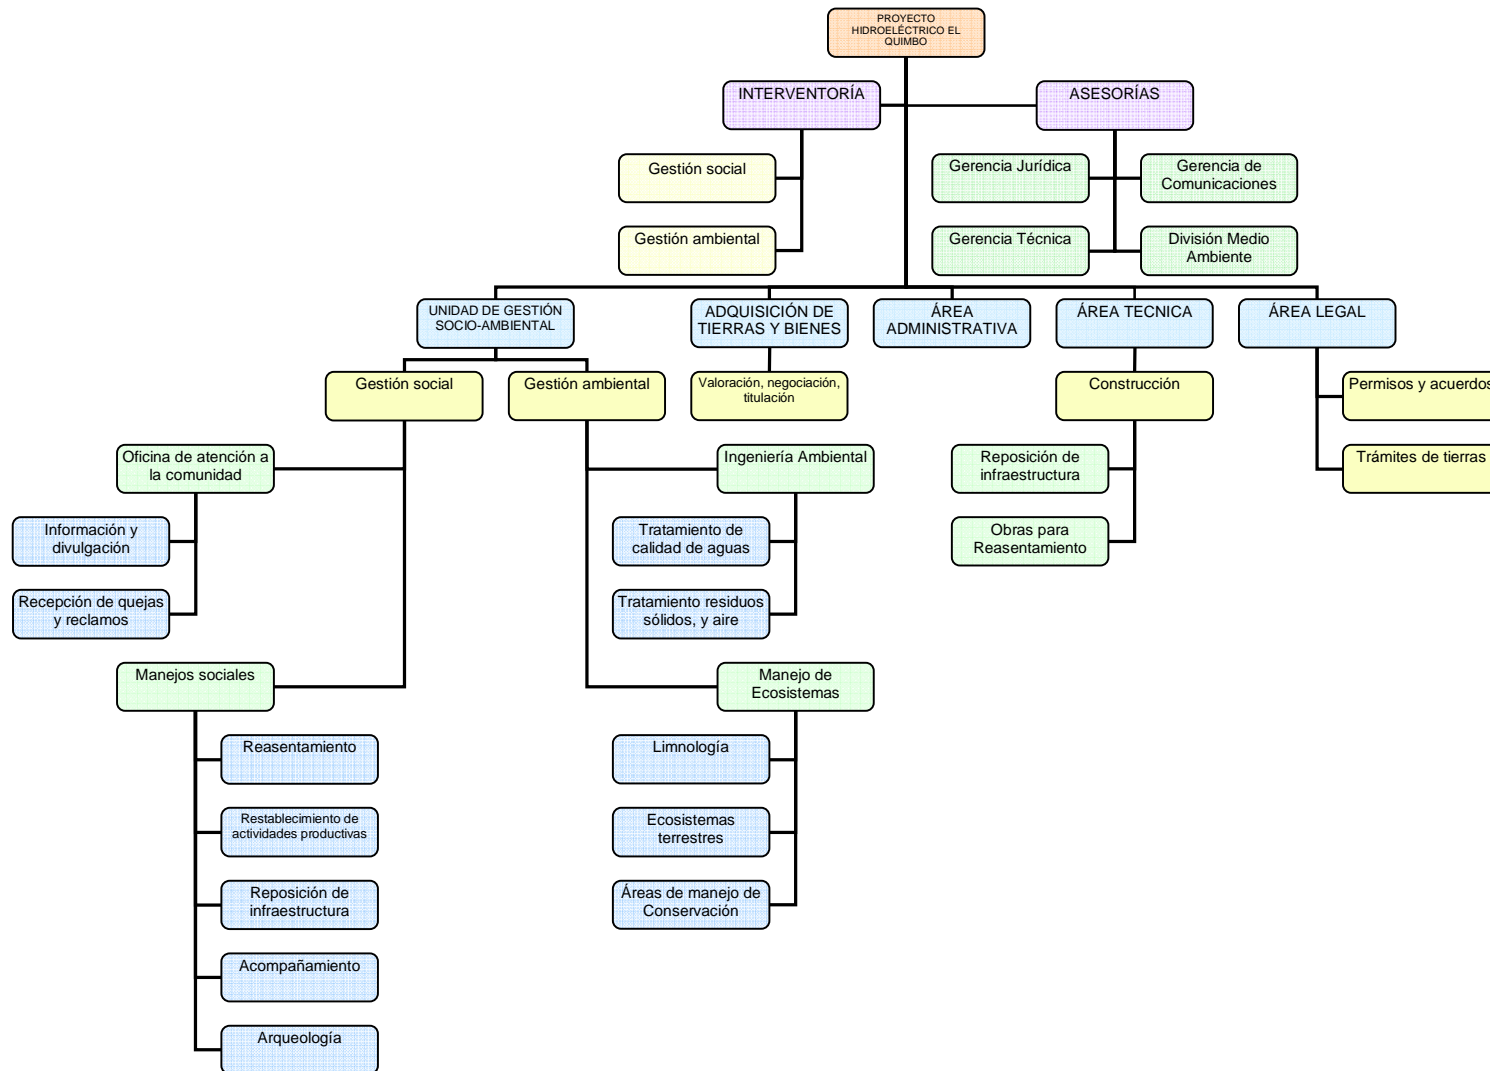 PROYECTO
HIDROELÉCTRICO EL
QUIMBO
INTERVENTORÍA
ASESORÍAS
Gestión social
Gerencia Jurídica
Gerencia de
Comunicaciones
Gestión ambiental
Gerencia Técnica
División Medio
Ambiente
UNIDAD DE GESTIÓN
SOCIO-AMBIENTAL
ADQUISICIÓN DE
TIERRAS Y BIENES
ÁREA
ADMINISTRATIVA
ÁREA TECNICA
ÁREA LEGAL
Gestión social
Gestión ambiental
Valoración, negociación,
titulación
Construcción
Permisos y acuerdos
Oficina de atención a
la comunidad
Ingeniería Ambiental
Reposición de
infraestructura
Trámites de tierras
Información y
divulgación
Tratamiento de
calidad de aguas
Obras para
Reasentamiento
Recepción de quejas
y reclamos
Tratamiento residuos
sólidos, y aire
Manejos sociales
Manejo de
Ecosistemas
Reasentamiento
Limnología
Restablecimiento de
actividades productivas
Ecosistemas
terrestres
Reposición de
infraestructura
Áreas de manejo de
Conservación
Acompañamiento
Arqueología